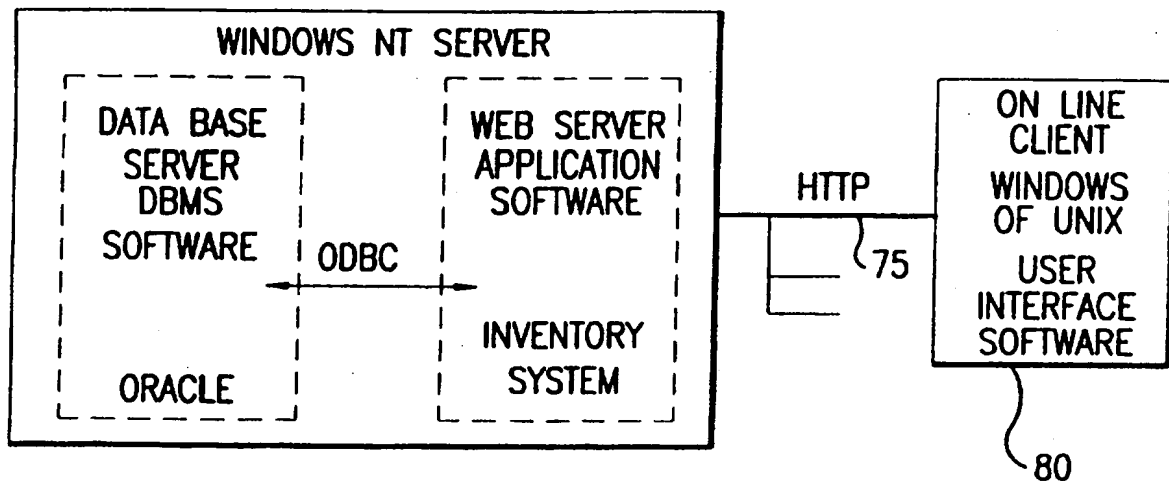 WINDOWS NT SERVER
DATA BASE
SERVER
DBMS
SOFTWARE
ORACLE
ODBC
WEB SERVER
APPLICATION
SOFTWARE
INVENTORY
SYSTEM
HTTP
75
ON LINE
CLIENT
WINDOWS
OF UNIX
USER
INTERFACE
SOFTWARE
80